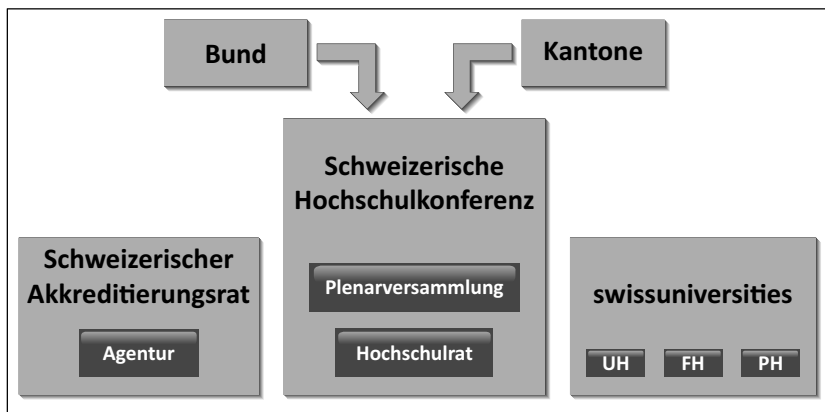 Bund
Kantone
Schweizerische
Hochschulkonferenz
Plenarversammlung
Hochschulrat
Schweizerischer
Akkreditierungsrat
Agentur
swissuniversities
UH FH PH